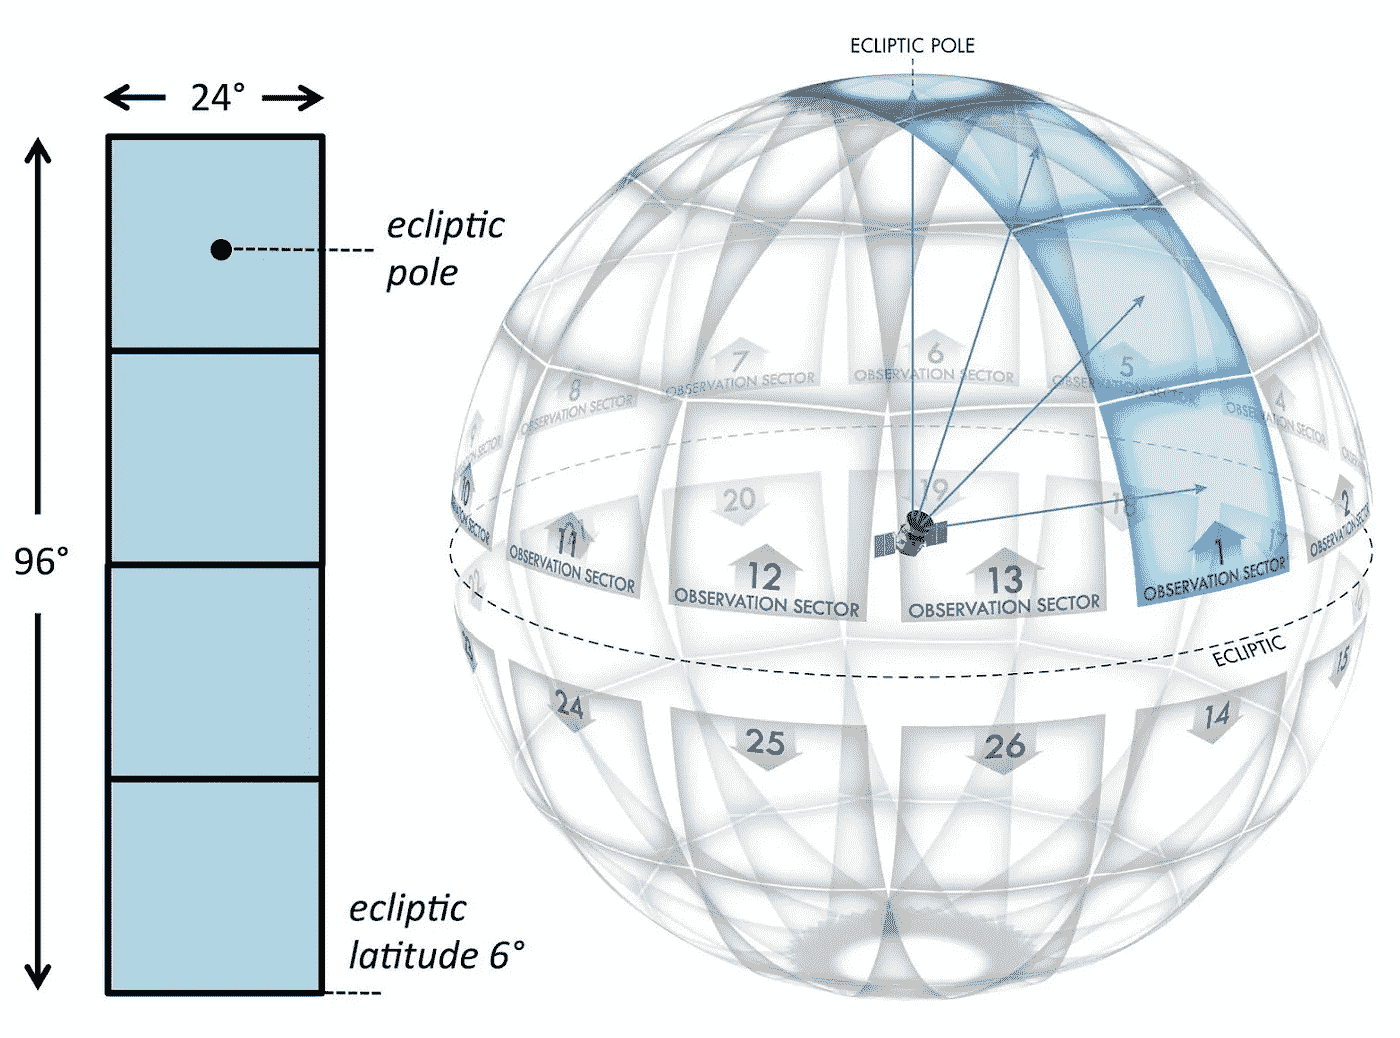 ECLIPTIC POLE
24°
ecliptic
pole
96°
ecliptic
latitude 6°
7
OBSERVATION SECTOR
6
OBSERVATION SECTOR
5
OBSERVATION SECTOR
8
OBSERVATION SECTOR
4
OBSERVATION SECTOR
20
19
18
10
11
OBSERVATION SECTOR
12
OBSERVATION SECTOR
13
OBSERVATION SECTOR
1
OBSERVATION SECTOR
2
OBSERVATION SECTOR
ECLIPTIC
23
24
25
26
14
15